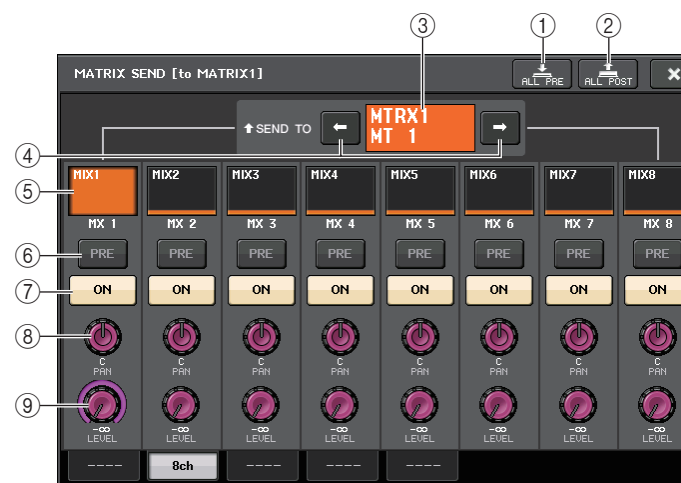 ③ ① ②
MATRIX SEND [to MATRIX1] ALL PRE ALL POST ×
SEND TO MTRX1
MT 1
④
⑤ MIX1 MIX2 MIX3 MIX4 MIX5 MIX6 MIX7 MIX8
MX 1 MX 2 MX 3 MX 4 MX 5 MX 6 MX 7 MX 8
⑥ PRE PRE PRE PRE PRE PRE PRE PRE
⑦ ON ON ON ON ON ON ON ON
⑧ C C C C C C C C
PAN PAN PAN PAN PAN PAN PAN PAN
⑨ -∞ -∞ -∞ -∞ -∞ -∞ -∞ -∞
LEVEL LEVEL LEVEL LEVEL LEVEL LEVEL LEVEL LEVEL
---- 8ch ---- ---- ----